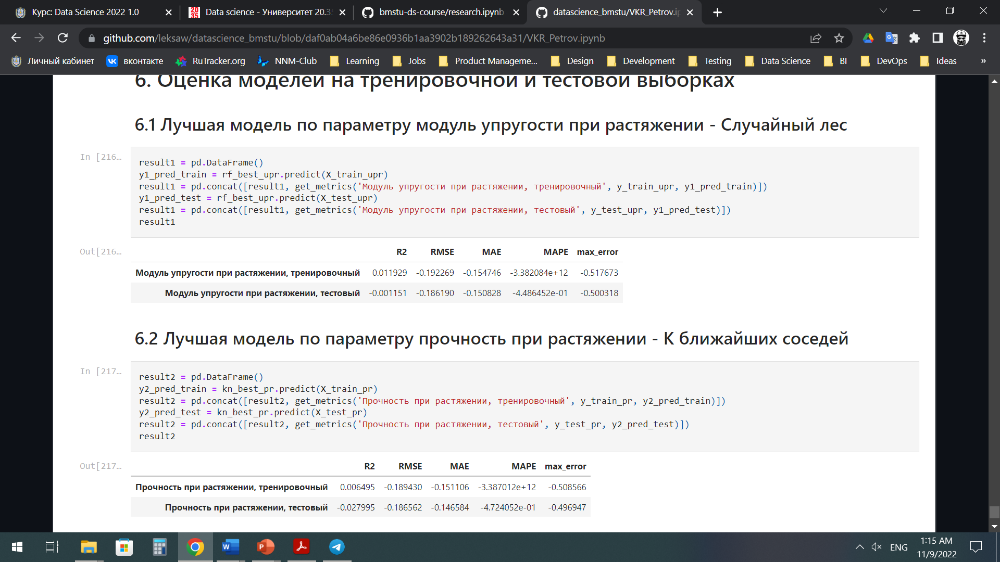 Курс: Data Science 2022 1.0
20 35
Data science - Университет 20.3
bmstu-ds-course/research.ipynb
datascience_bmstu/VKR_Petrov.ip
github.com/leksaw/datascience_bmstu/blob/daf0ab04a6be86e0936b1aa3902b189262643a31/VKR_Petrov.ipynb
Личный кабинет
вконтакте
RuTracker.org
NNM-Club
Learning
Jobs
Product Manageme...
Design
Development
Testing
Data Science
BI
DevOps
Ideas
»
6. Оценка моделей на тренировочной и тестовой выборках
6.1 Лучшая модель по параметру модуль упругости при растяжении - Случайный лес
In [216…
result1 = pd.DataFrame()
y1_pred_train = rf_best_upr.predict(X_train_upr)
result1 = pd.concat([result1, get_metrics('Модуль упругости при растяжении, тренировочный', y_train_upr, y1_pred_train)])
y1_pred_test = rf_best_upr.predict(X_test_upr)
result1 = pd.concat([result1, get_metrics('Модуль упругости при растяжении, тестовый', y_test_upr, y1_pred_test)])
result1
Out[216…
R2 RMSE MAE MAPE max_error
Модуль упругости при растяжении, тренировочный 0.011929 -0.192269 -0.154746 -3.382084e+12 -0.517673
Модуль упругости при растяжении, тестовый -0.001151 -0.186190 -0.150828 -4.486452e-01 -0.500318
6.2 Лучшая модель по параметру прочность при растяжении - К ближайших соседей
In [217…
result2 = pd.DataFrame()
y2_pred_train = kn_best_pr.predict(X_train_pr)
result2 = pd.concat([result2, get_metrics('Прочность при растяжении, тренировочный', y_train_pr, y2_pred_train)])
y2_pred_test = kn_best_pr.predict(X_test_pr)
result2 = pd.concat([result2, get_metrics('Прочность при растяжении, тестовый', y_test_pr, y2_pred_test)])
result2
Out[217…
R2 RMSE MAE MAPE max_error
Прочность при растяжении, тренировочный 0.006495 -0.189430 -0.151106 -3.387012e+12 -0.508566
Прочность при растяжении, тестовый -0.027995 -0.186562 -0.146584 -4.724052e-01 -0.496947
ENG
1:15 AM
11/9/2022